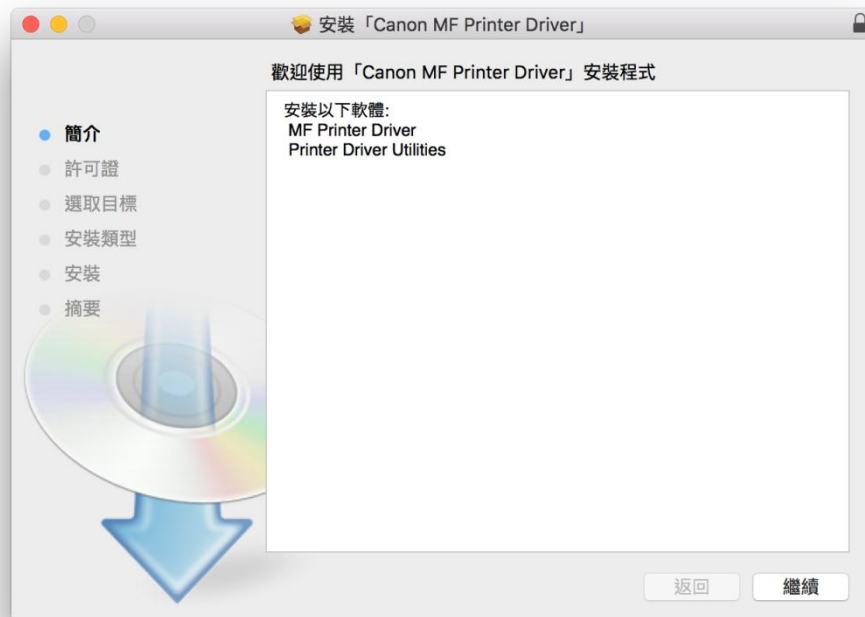 安裝「Canon MF Printer Driver」
歡迎使用「Canon MF Printer Driver」安裝程式
簡介
許可證
選取目標
安裝類型
安裝
摘要
安裝以下軟體:
MF Printer Driver
Printer Driver Utilities
返回
繼續